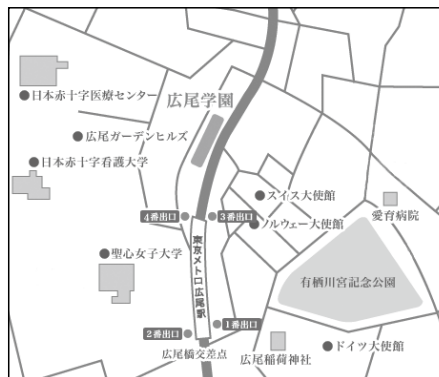 ●日本赤十字医療センター
広尾学園
●広尾ガーデンヒルズ
●日本赤十字看護大学
●スイス大使館
愛育病院
4番出口
3番出口
●ノルウェー大使館
●聖心女子大学
東京メトロ広尾駅
有栖川宮記念公園
1番出口
2番出口
広尾橋交差点
広尾稲荷神社
●ドイツ大使館